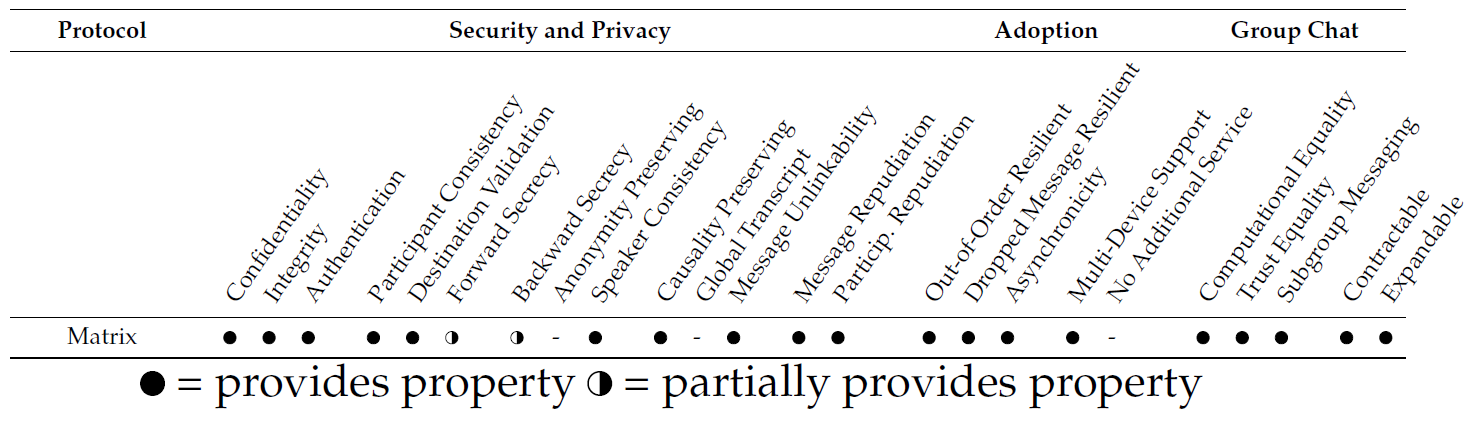 Protocol Security and Privacy Adoption Group Chat
Confidentiality
Integrity
Authentication
Participant Consistency
Destination Validation
Forward Secrecy
Backward Secrecy
Anonymity Preserving
Speaker Consistency
Causality Preserving
Global Transcript
Message Unlinkability
Message Repudiation
Particip. Repudiation
Out-of-Order Resilient
Dropped Message Resilient
Asynchronicity
Multi-Device Support
No Additional Service
Computational Equality
Trust Equality
Subgroup Messaging
Contractable
Expandable
Matrix ● ● ● ● ● ◑ ◑ - ● ● - ● ● ● ● ● ● ● - ● ● ● ● ●
● = provides property ◑ = partially provides property